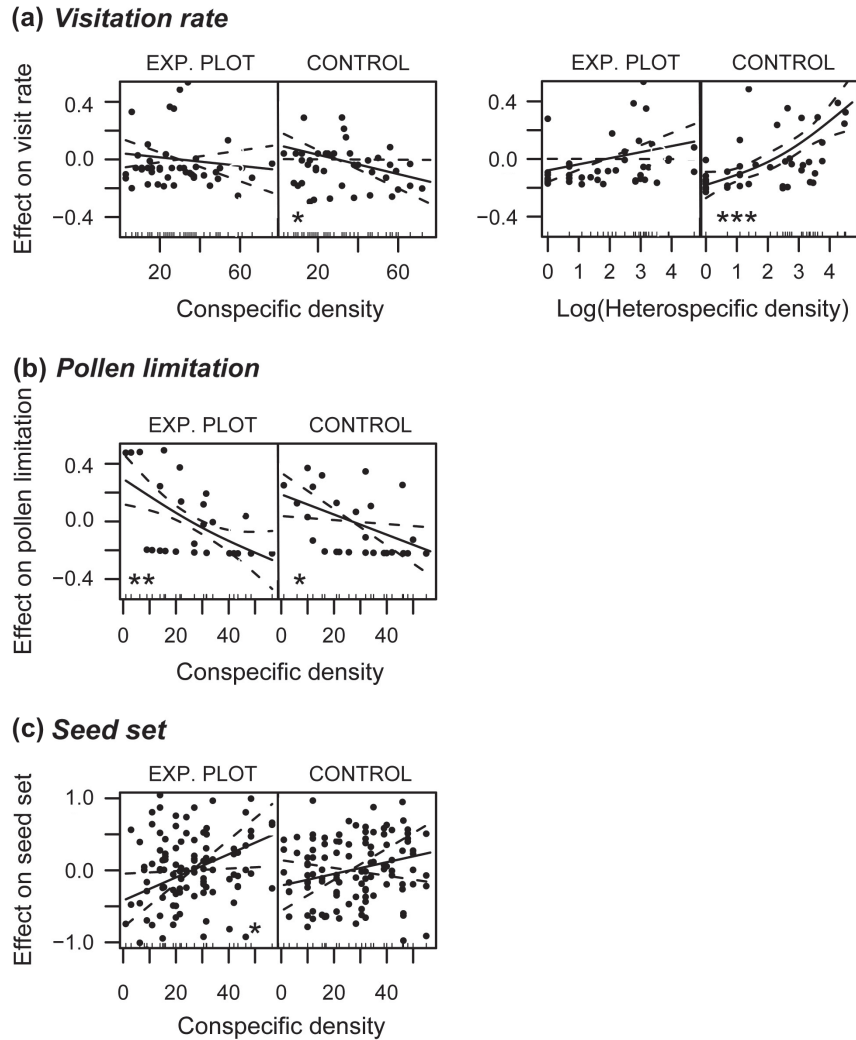 (a) Visitation rate
EXP. PLOT CONTROL EXP. PLOT CONTROL
Effect on visit rate
0.4
0.0
−0.4
*
20 60 20 60
Conspecific density
0.4
0.0
−0.4
***
0 1 2 3 4 0 1 2 3 4
Log(Heterospecific density)
(b) Pollen limitation
EXP. PLOT CONTROL
Effect on pollen limitation
0.4
0.0
−0.4
** *
0 20 40 0 20 40
Conspecific density
(c) Seed set
EXP. PLOT CONTROL
Effect on seed set
1.0
0.0
−1.0
*
0 20 40 0 20 40
Conspecific density